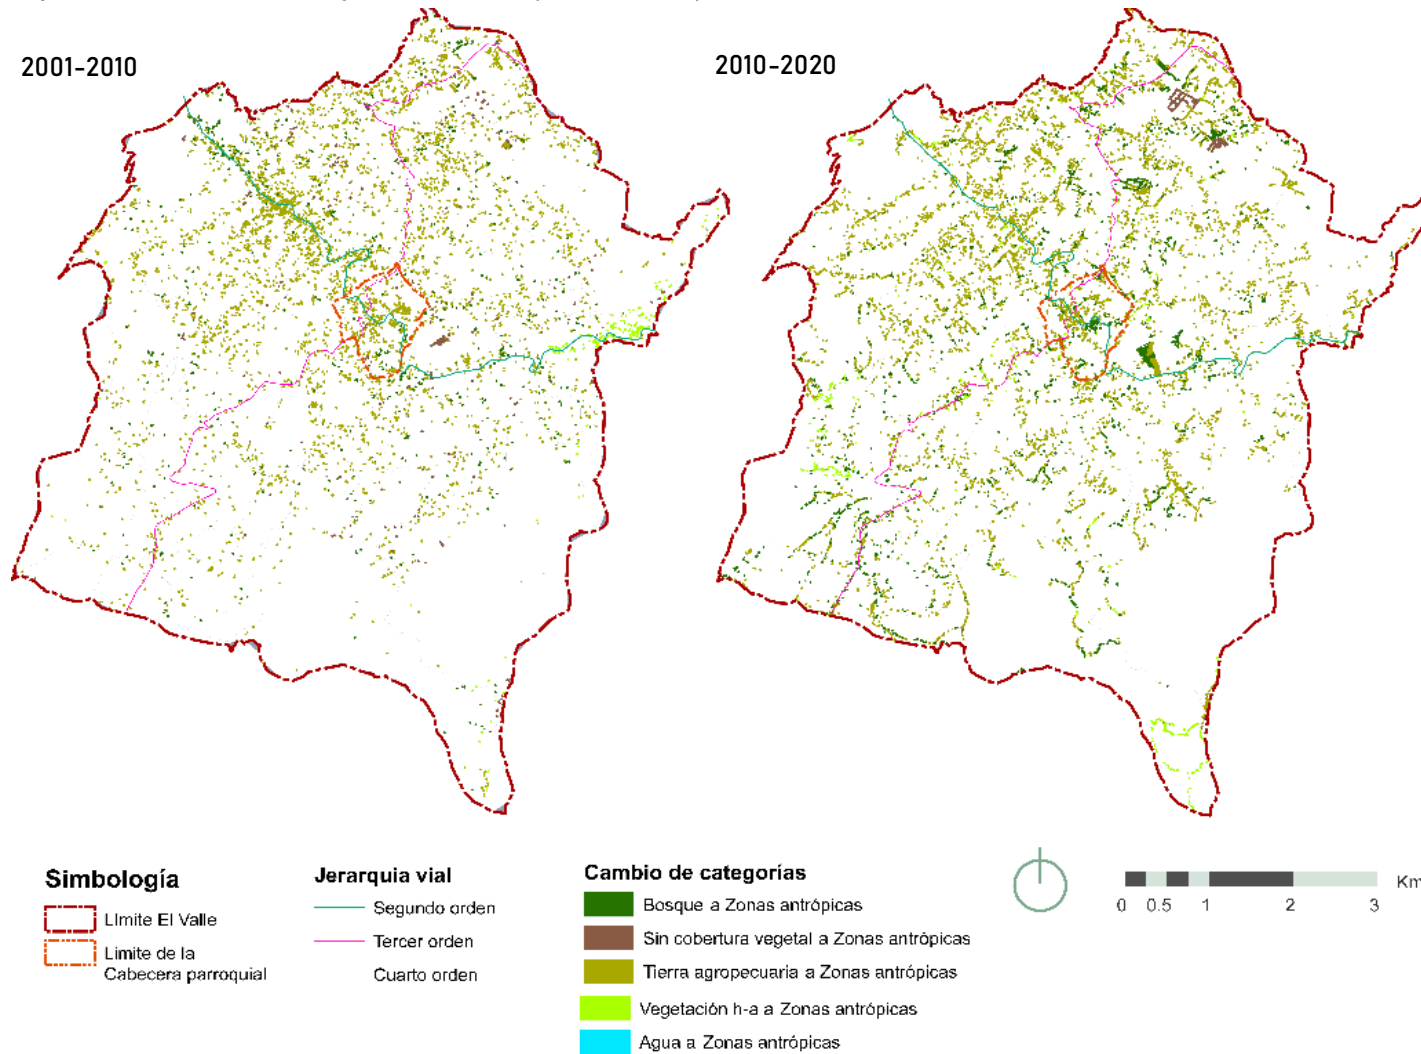 2001-2010
2010-2020
Simbología
LImite El Valle
Limite de la
Cabecera parroquial
Jerarquia vial
Segundo orden
Tercer orden
Cuarto orden
Cambio de categorías
Bosque a Zonas antrópicas
Sin cobertura vegetal a Zonas antrópicas
Tierra agropecuaria a Zonas antrópicas
Vegetación h-a a Zonas antrópicas
Agua a Zonas antrópicas
Km
0 0.5 1 2 3